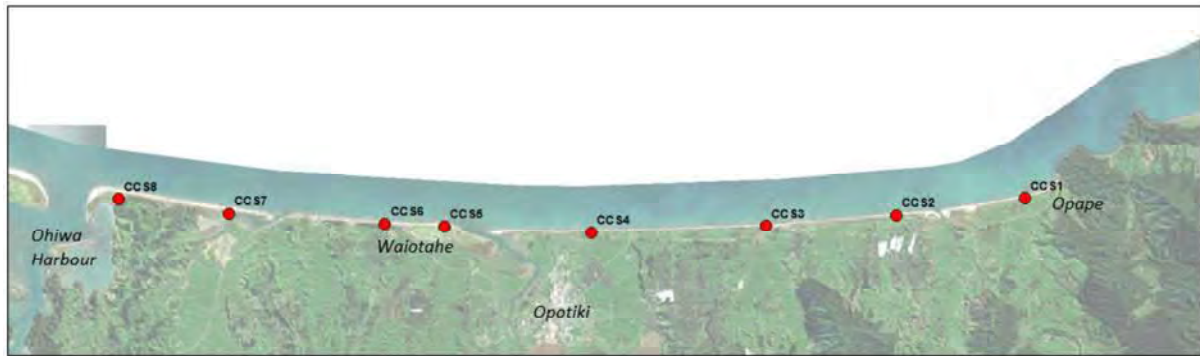 CCS8
CCS7
CCS6
CCS5
CCS4
CCS3
CCS2
CCS1
Opape
Ohiwa
Harbour
Waiotahe
Opotiki